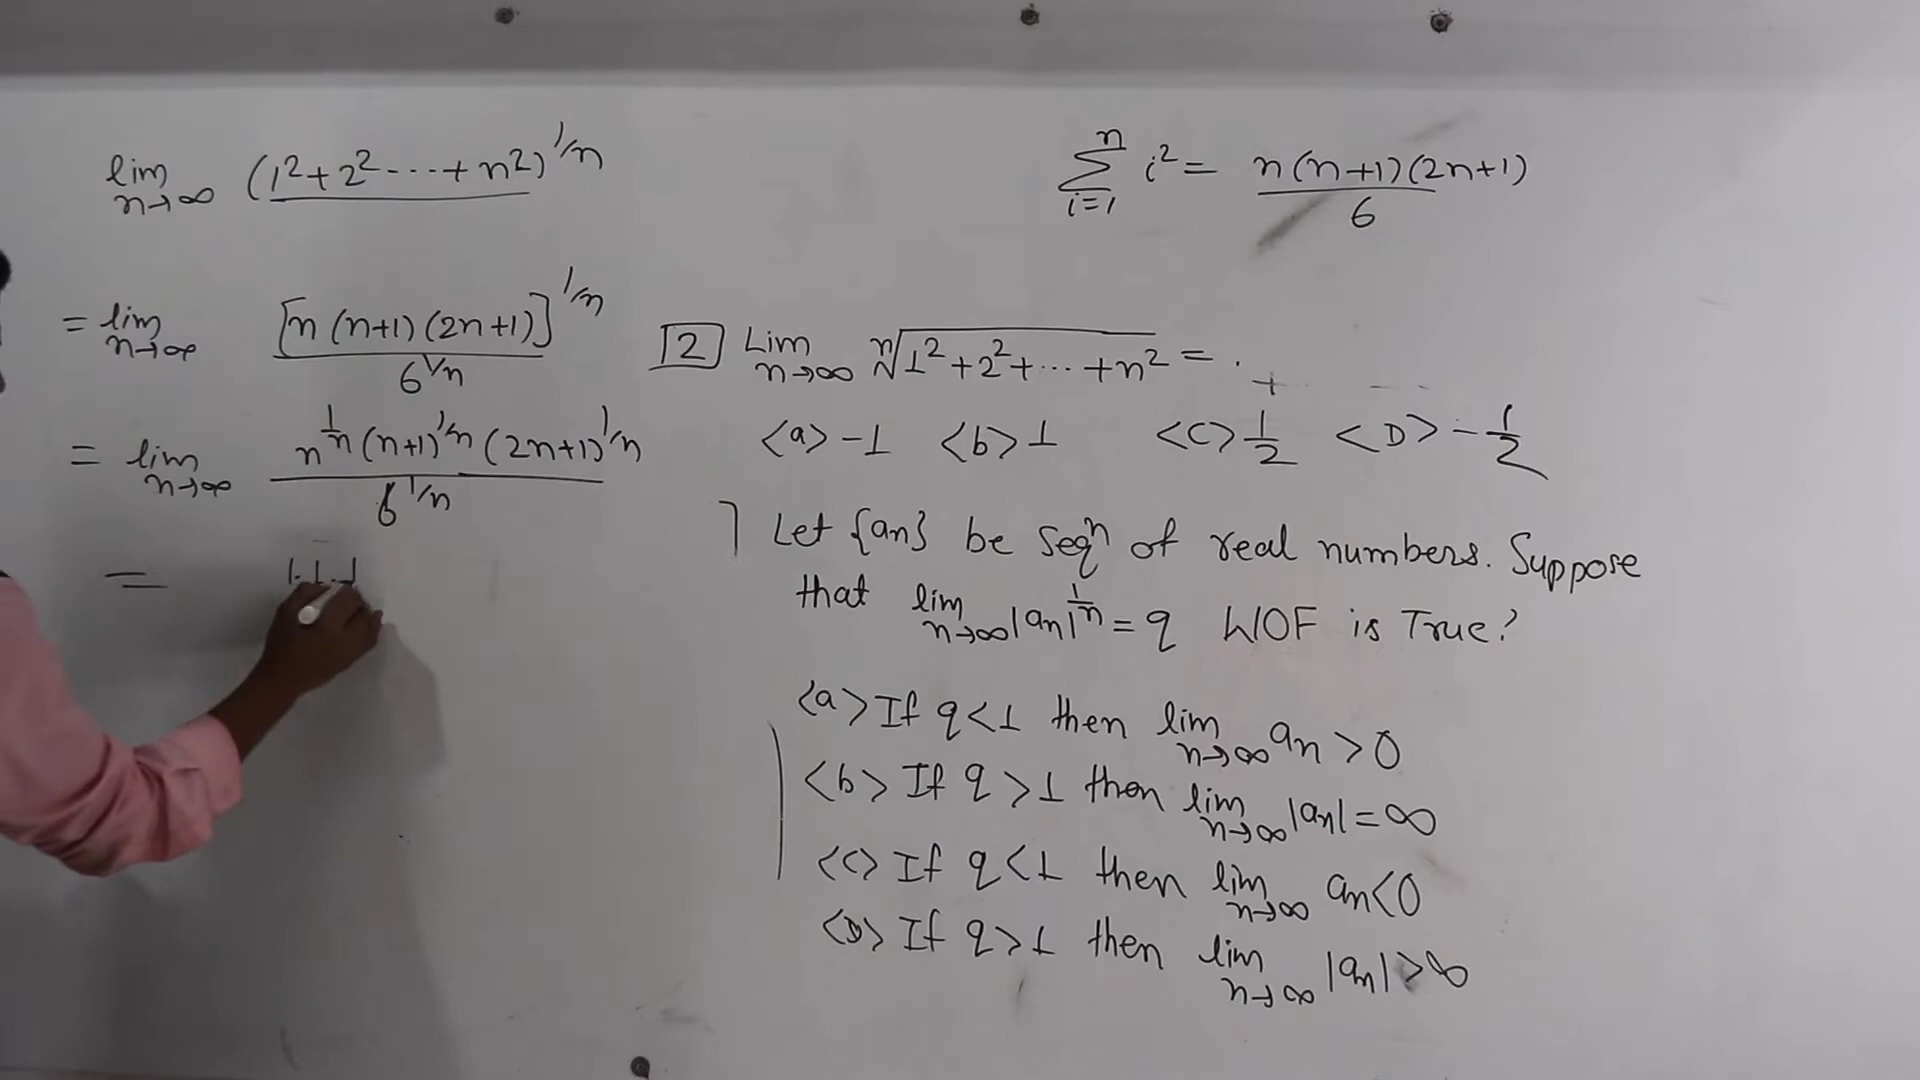 lim n→∞ (1²+2²---+n²)^1/n
= lim n→∞ [n(n+1)(2n+1)]^1/n / 6^1/n
= lim n→∞ n^1/n (n+1)^1/n (2n+1)^1/n / 6^1/n
= 1.1.1
n Σ i=1 i² = n(n+1)(2n+1) / 6
2 Lim n→∞ ⁿ√1²+2²+...+n² = .
<a> -1 <b> 1 <C> 1/2 <D> -1/2
Let {an} be seqⁿ of real numbers. Suppose
that lim n→∞ |an|^1/n = q WOF is True?
<a> If q<1 then lim n→∞ an > 0
<b> If q>1 then lim n→∞ |an| = ∞
<C> If q<1 then lim n→∞ an<0
<D> If q>1 then lim n→∞ |an| > ∞